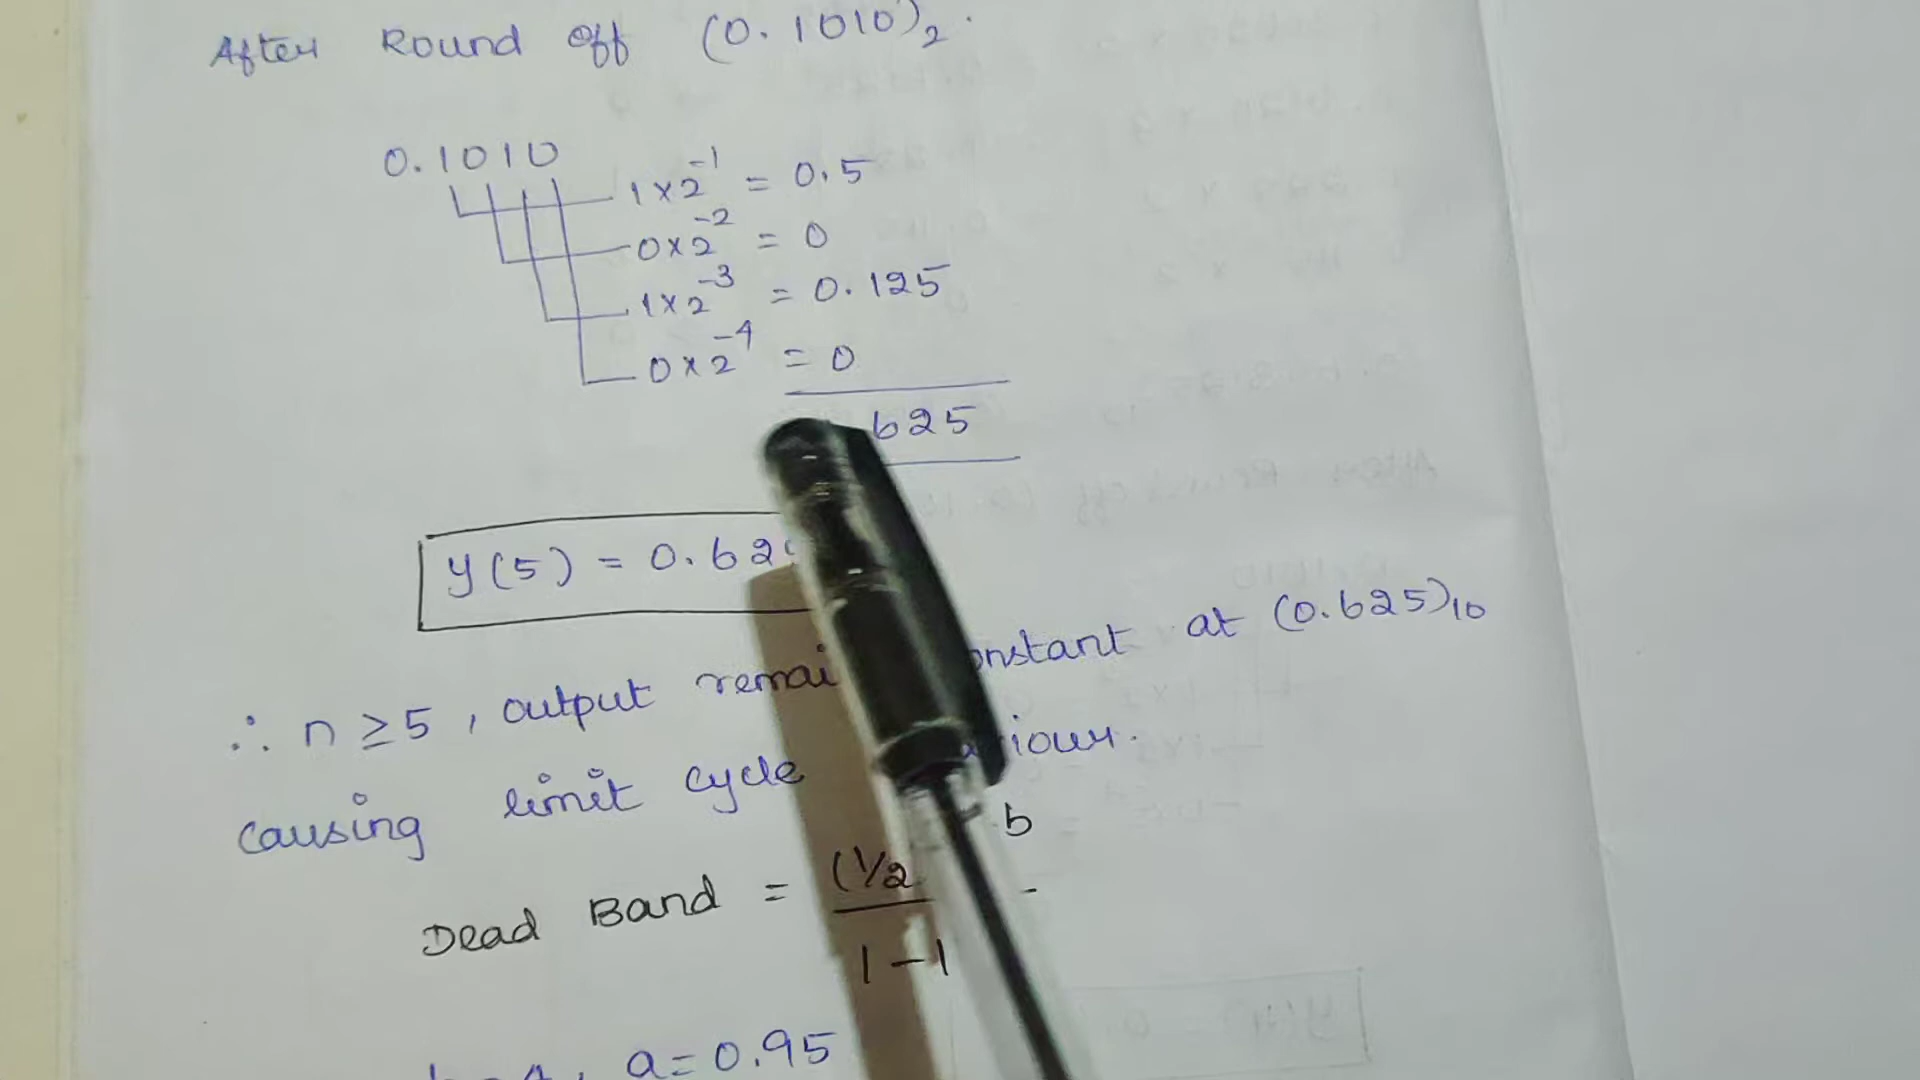 After Round off (0.1010)2.
0.1010
1×2^-1 = 0.5
0×2^-2 = 0
1×2^-3 = 0.125
0×2^-4 = 0
625
y(5) = 0.62
∴ n ≥ 5, output remai onstant at (0.625)10
causing limit cycle iour.
Dead Band = (1/2 b
1-1
a=0.95